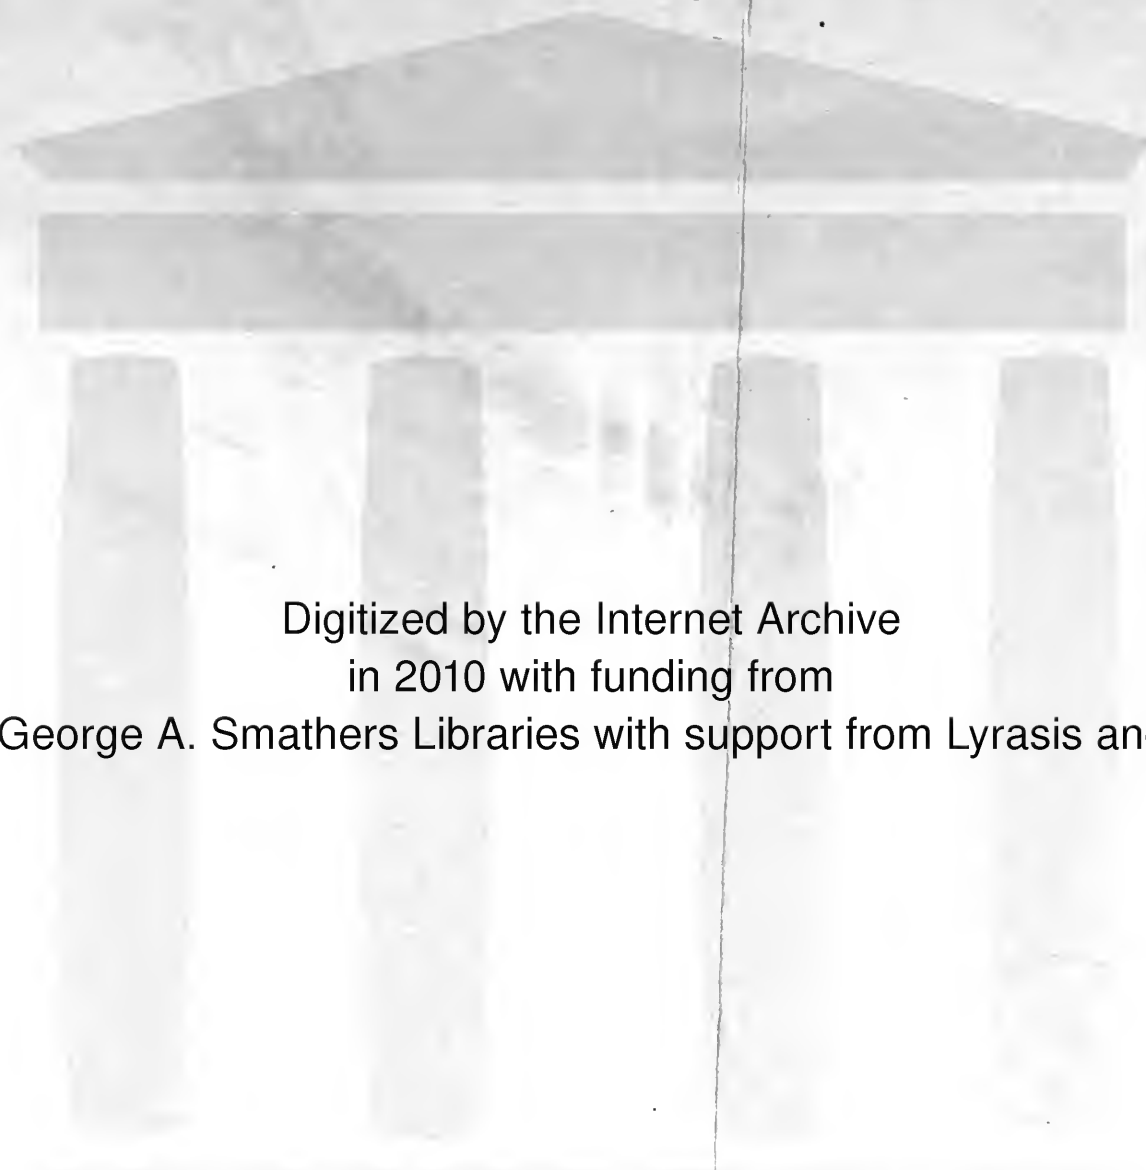 Digitized by the Internet Archive
in 2010 with funding from
George A. Smathers Libraries with support from Lyrasis an